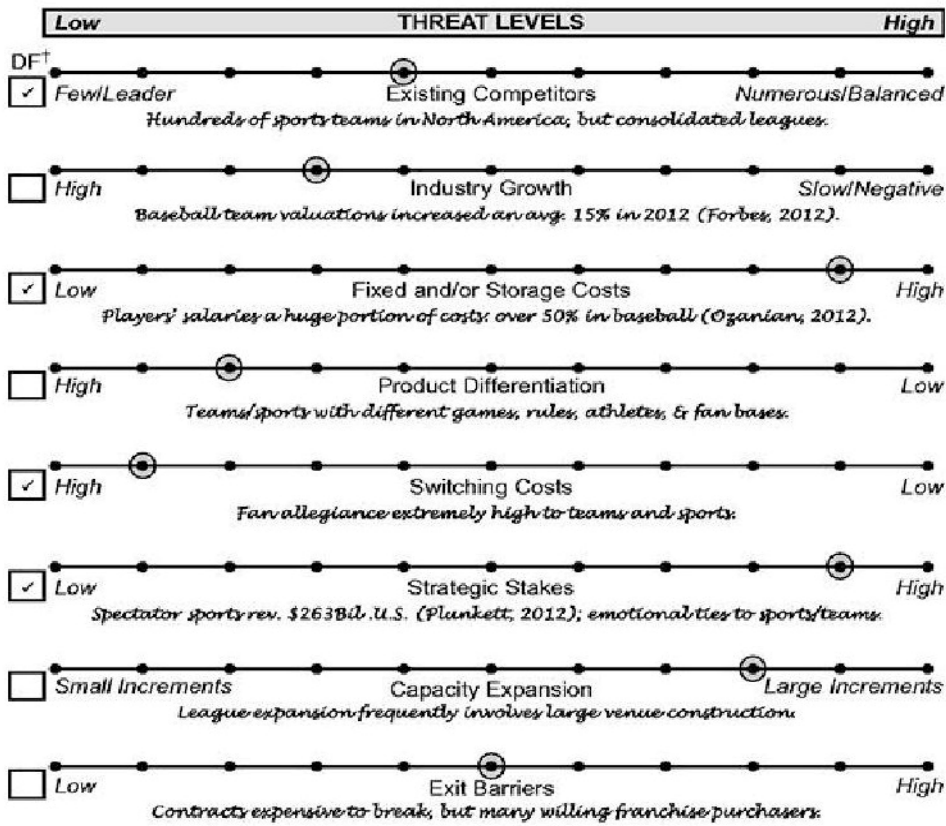 Low THREAT LEVELS High
DF†
✓ Few/Leader Existing Competitors Numerous/Balanced
Hundreds of sports teams in North America, but consolidated leagues.
High Industry Growth Slow/Negative
Baseball team valuations increased an avg. 15% in 2012 (Forbes, 2012).
✓ Low Fixed and/or Storage Costs High
Players' salaries a huge portion of costs: over 50% in baseball (Ozanian, 2012).
High Product Differentiation Low
Teams/sports with different games, rules, athletes, & fan bases.
✓ High Switching Costs Low
Fan allegiance extremely high to teams and sports.
✓ Low Strategic Stakes High
Spectator sports rev. $263Bil .U.S. (Plunkett, 2012); emotional ties to sports/teams.
Small Increments Capacity Expansion Large Increments
League expansion frequently involves large venue construction.
Low Exit Barriers High
Contracts expensive to break, but many willing franchise purchasers.